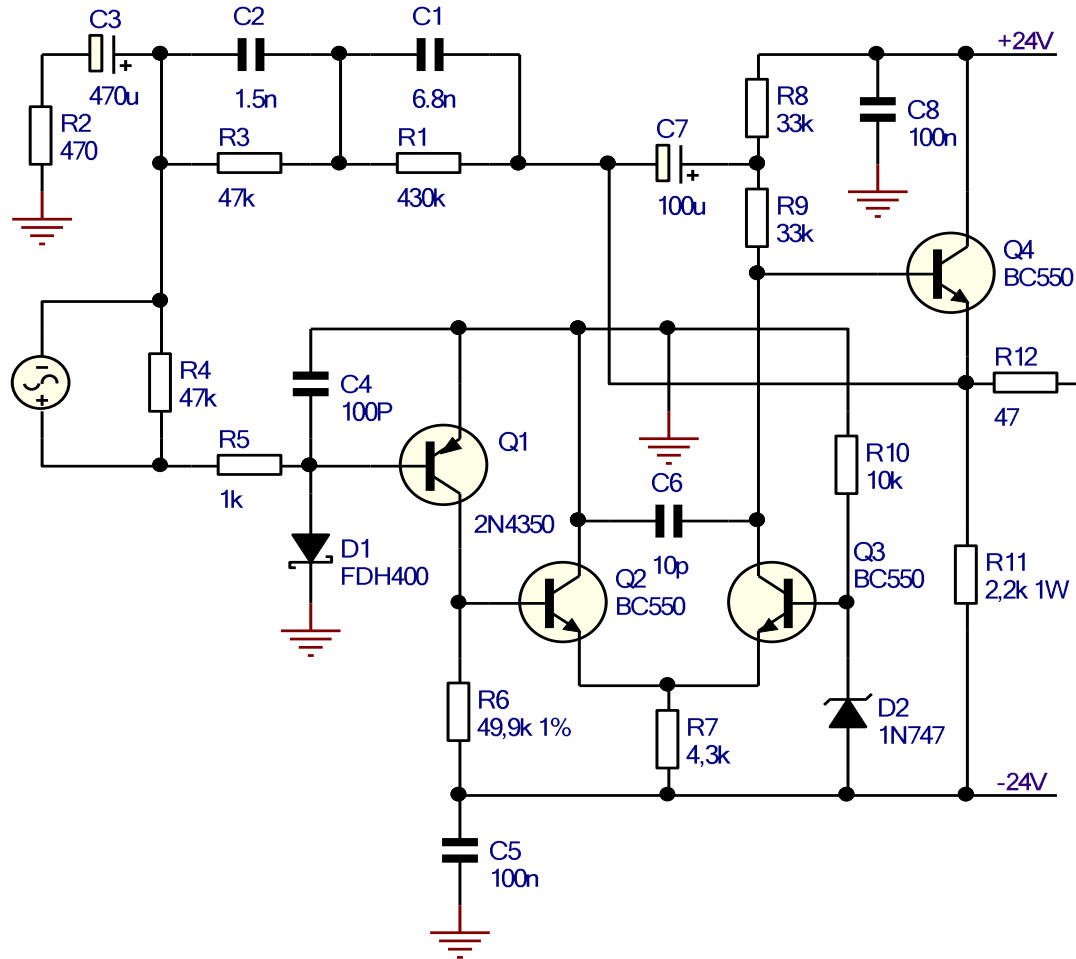 C3
470u
C2
1.5n
C1
6.8n
R2
470
R3
47k
R1
430k
C7
100u
R8
33k
R9
33k
C8
100n
+24V
Q4
BC550
R12
47
R4
47k
R5
1k
C4
100P
Q1
2N4350
D1
FDH400
C6
10p
Q2
BC550
Q3
BC550
R10
10k
R11
2,2k 1W
R6
49,9k 1%
R7
4,3k
D2
1N747
-24V
C5
100n